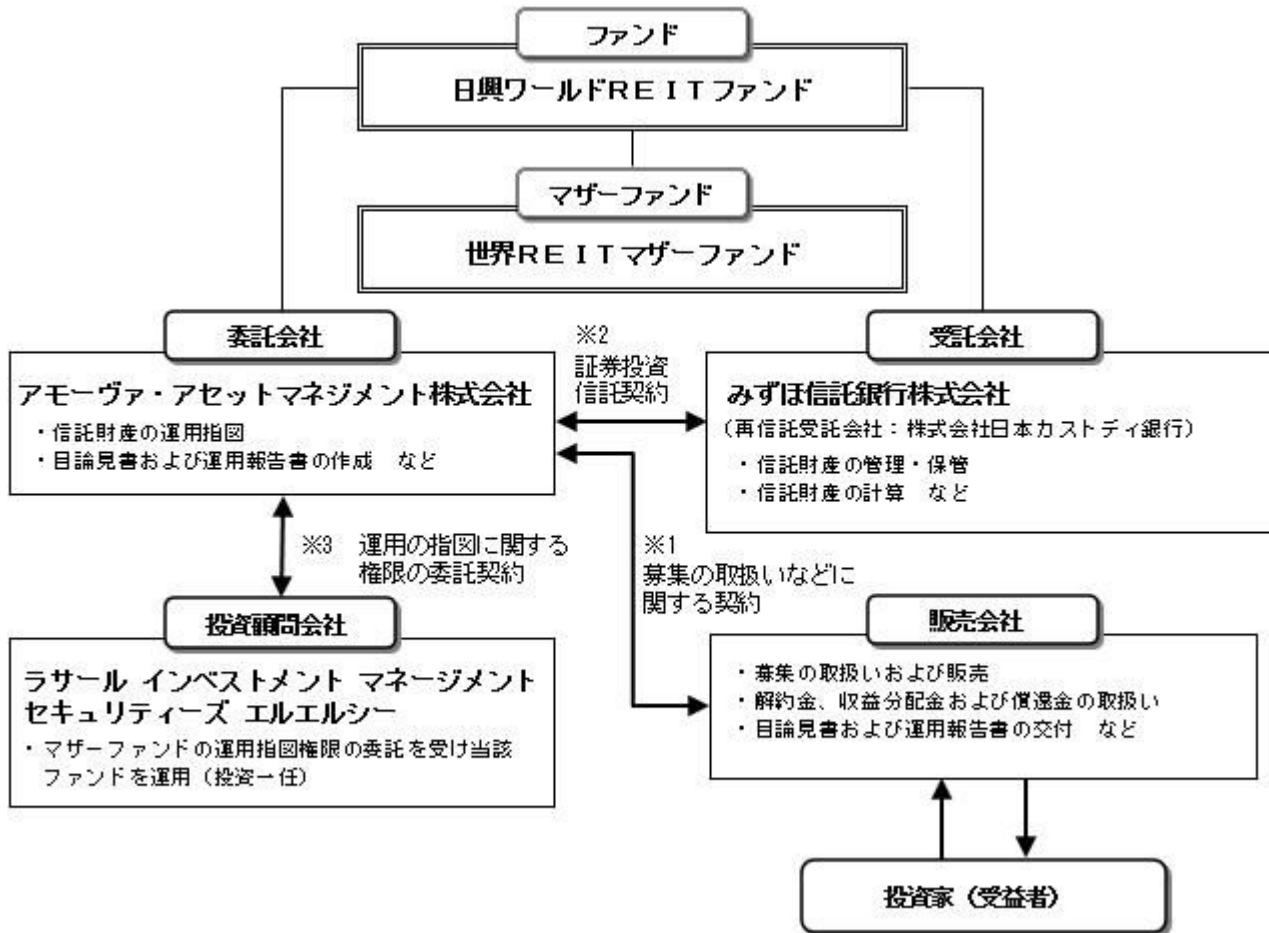 ファンド
日興ワールドREITファンド
マザーファンド
世界REITマザーファンド
委託会社
アモーヴァ・アセットマネジメント株式会社
・信託財産の運用指図
・目論見書および運用報告書の作成 など
※2
証券投資
信託契約
受託会社
みずほ信託銀行株式会社
(再信託受託会社:株式会社日本カストディ銀行)
・信託財産の管理・保管
・信託財産の計算 など
※3 運用の指図に関する
権限の委託契約
※1
募集の取扱いなどに
関する契約
投資顧問会社
ラサール インベストメント マネージメント
セキュリティーズ エルエルシー
・マザーファンドの運用指図権限の委託を受け当該
ファンドを運用(投資一任)
販売会社
・募集の取扱いおよび販売
・解約金、収益分配金および償還金の取扱い
・目論見書および運用報告書の交付 など
投資家(受益者)